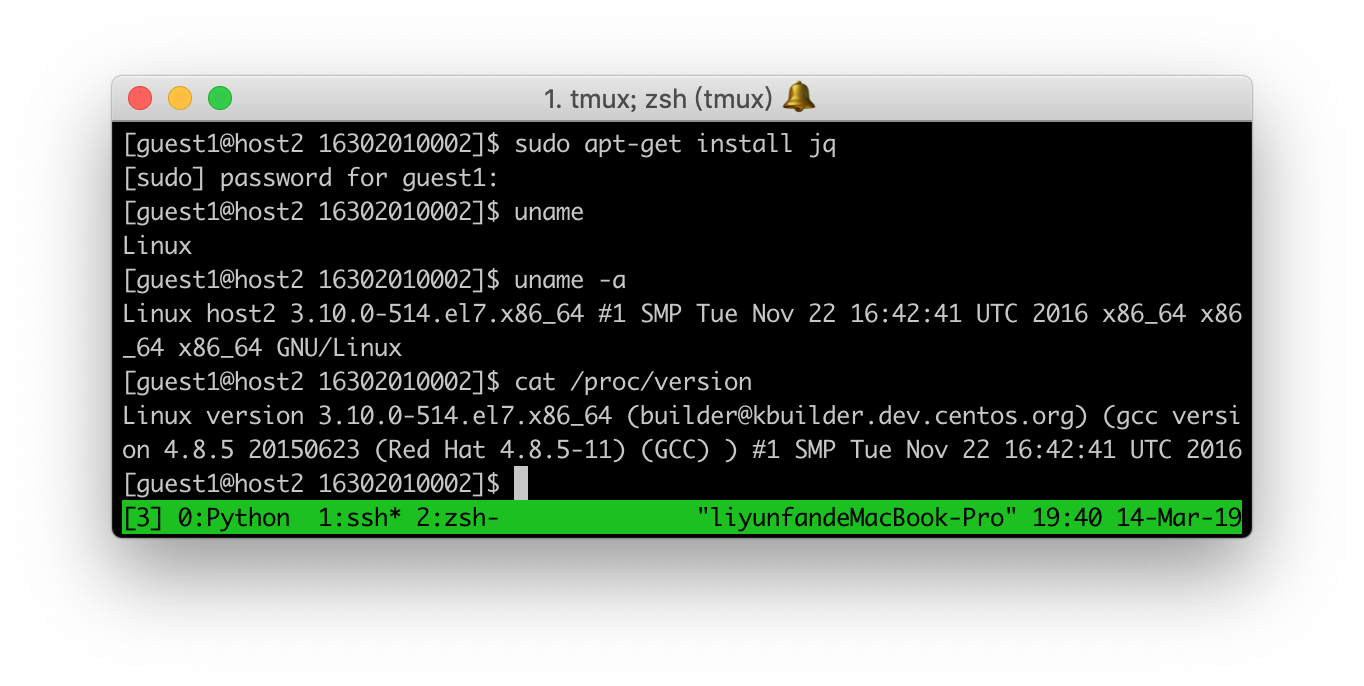 1. tmux; zsh (tmux) 🔔
[guest1@host2 16302010002]$ sudo apt-get install jq
[sudo] password for guest1:
[guest1@host2 16302010002]$ uname
Linux
[guest1@host2 16302010002]$ uname -a
Linux host2 3.10.0-514.el7.x86_64 #1 SMP Tue Nov 22 16:42:41 UTC 2016 x86_64 x86
_64 x86_64 GNU/Linux
[guest1@host2 16302010002]$ cat /proc/version
Linux version 3.10.0-514.el7.x86_64 (builder@kbuilder.dev.centos.org) (gcc versi
on 4.8.5 20150623 (Red Hat 4.8.5-11) (GCC) ) #1 SMP Tue Nov 22 16:42:41 UTC 2016
[guest1@host2 16302010002]$
[3] 0:Python  1:ssh* 2:zsh-              "liyunfandeMacBook-Pro" 19:40 14-Mar-19